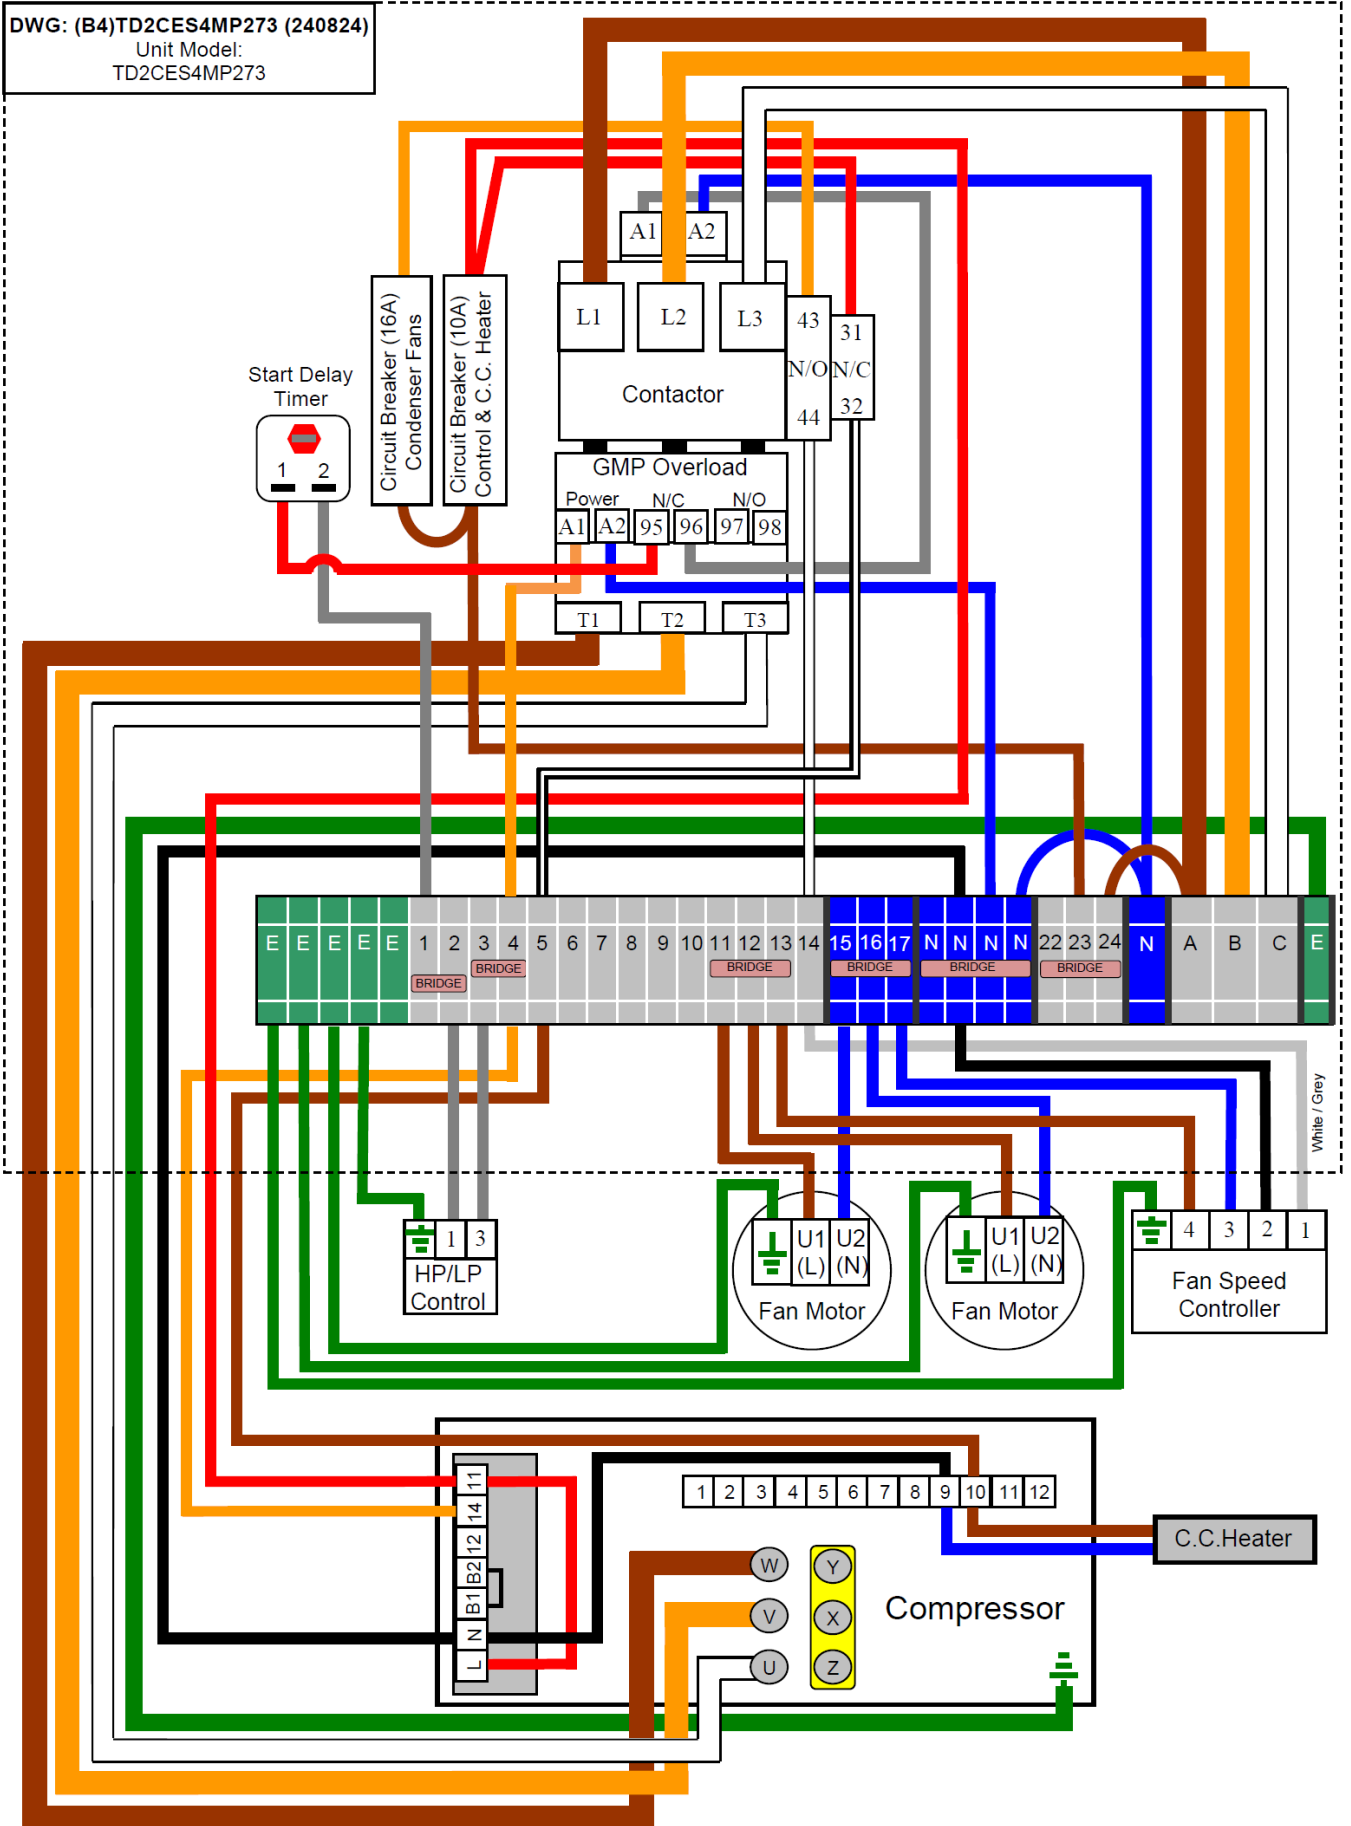 DWG: (B4)TD2CES4MP273 (240824)
Unit Model:
TD2CES4MP273
A1 A2
L1 L2 L3
43 N/O 44
31 N/C 32
Contactor
Circuit Breaker (16A)
Condenser Fans
Circuit Breaker (10A)
Control & C.C. Heater
Start Delay
Timer
1 2
GMP Overload
Power N/C N/O
A1 A2 95 96 97 98
T1 T2 T3
E E E E E 1 2 3 4 5 6 7 8 9 10 11 12 13 14 15 16 17 N N N N 22 23 24 N A B C E
BRIDGE BRIDGE BRIDGE BRIDGE BRIDGE BRIDGE
White / Grey
1 3
HP/LP
Control
U1 U2
(L) (N)
Fan Motor
U1 U2
(L) (N)
Fan Motor
4 3 2 1
Fan Speed
Controller
11
14
12
B2
B1
N
L
1 2 3 4 5 6 7 8 9 10 11 12
C.C.Heater
W Y
V X
U Z
Compressor